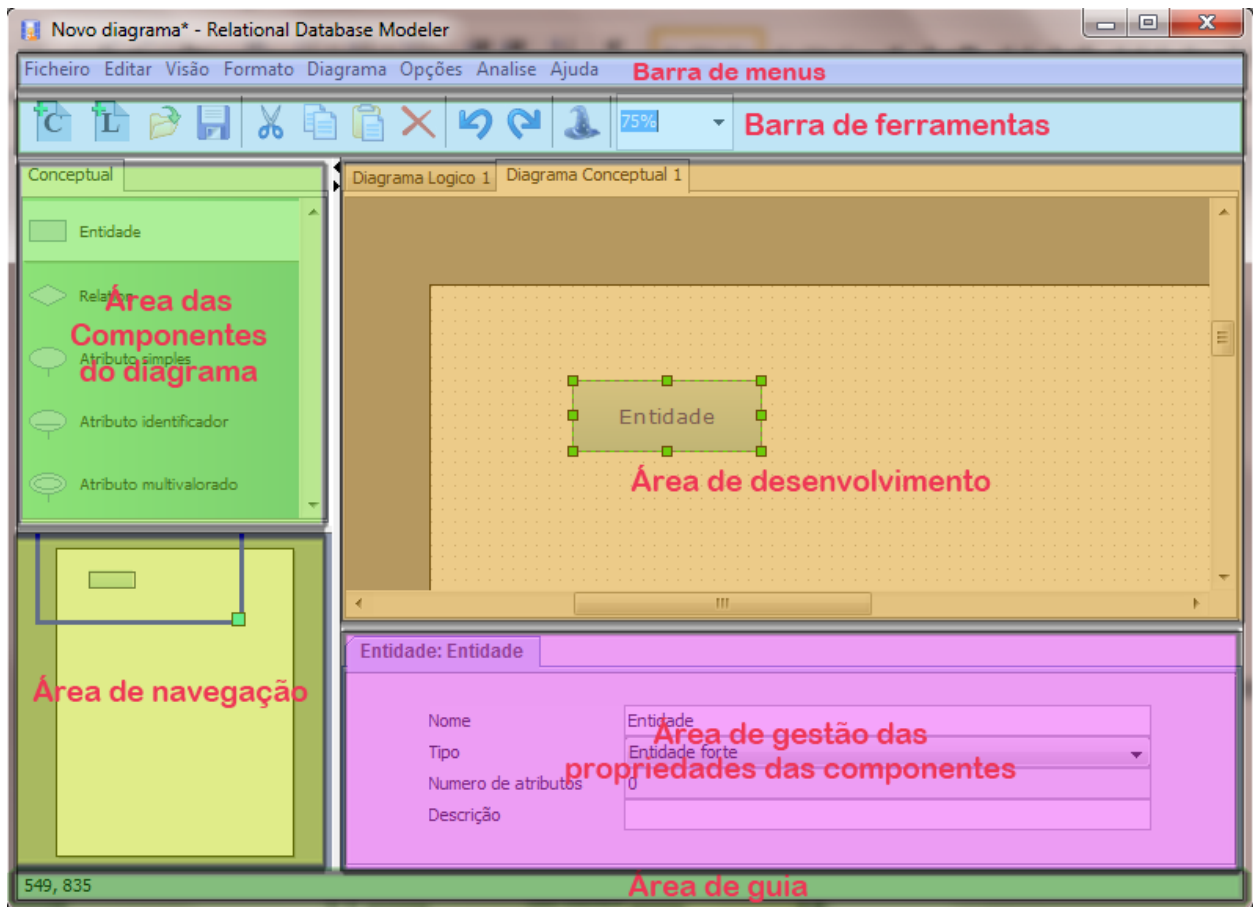 Novo diagrama* - Relational Database Modeler
Ficheiro Editar Visão Formato Diagrama Opções Analise Ajuda
Barra de menus
C L 75%
Barra de ferramentas
Conceptual
Diagrama Logico 1 Diagrama Conceptual 1
Entidade
Área das
Componentes
do diagrama
Atributo simples
Atributo identificador
Atributo multivalorado
Entidade
Área de desenvolvimento
Área de navegação
Entidade: Entidade
Nome Entidade
Tipo Entidade forte
Numero de atributos 0
Descrição
Área de gestão das
propriédades das componentes
549, 835
Área de guia